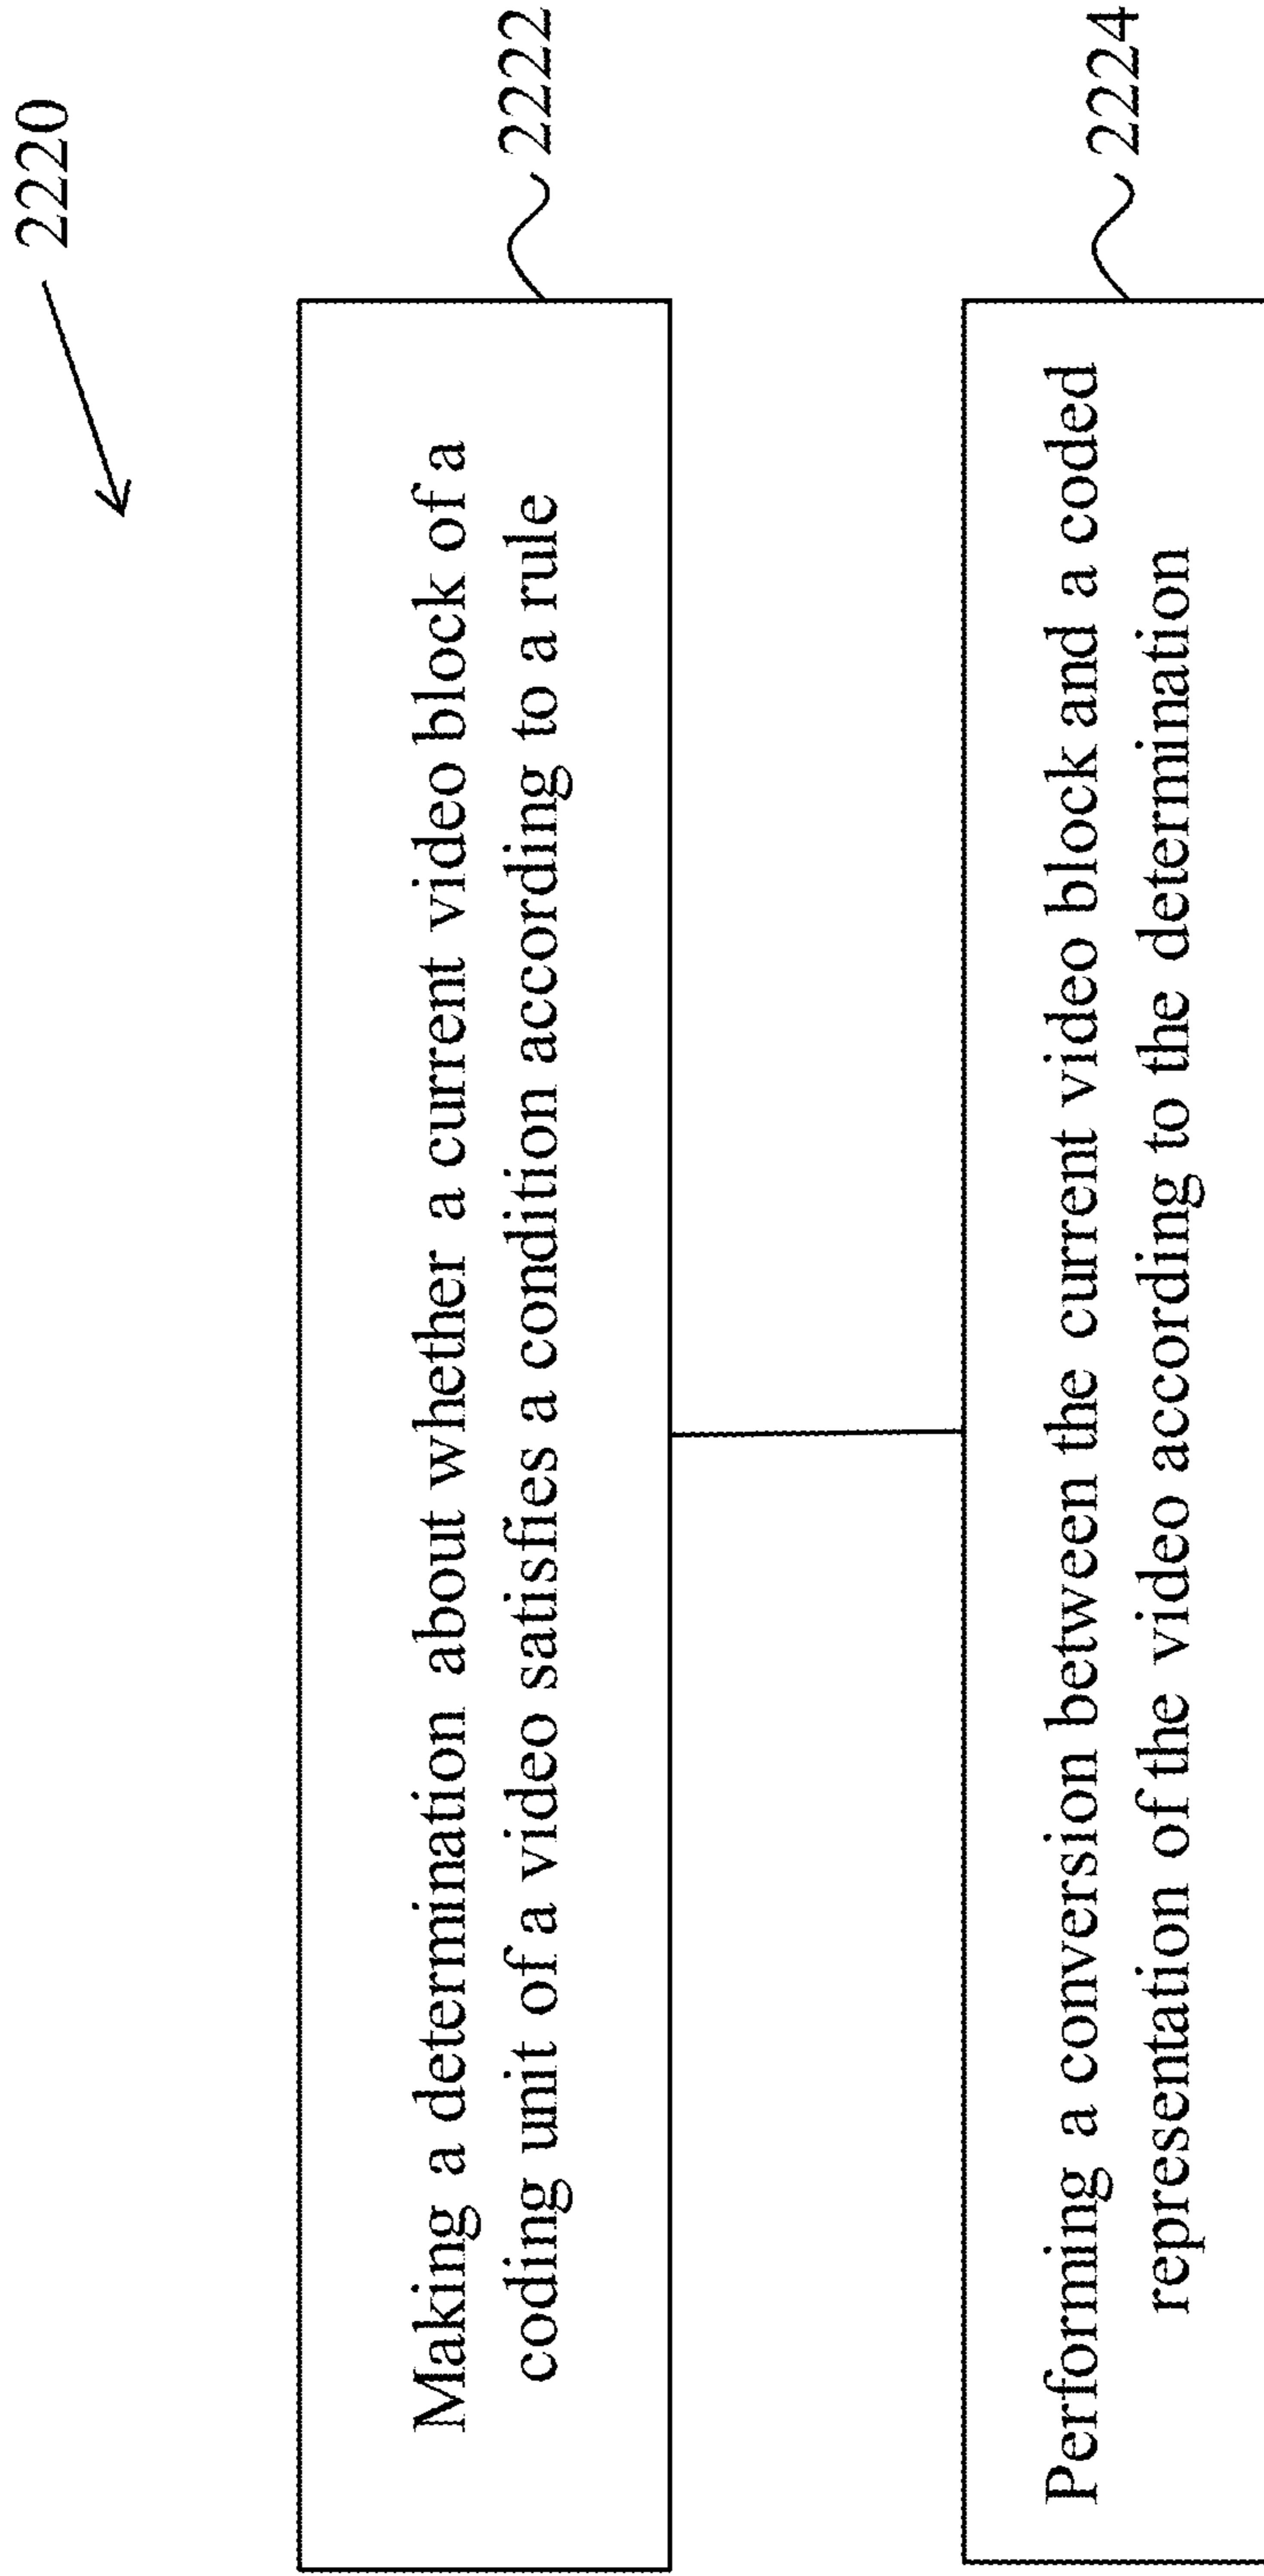 2220
Making a determination about whether a current video block of a
coding unit of a video satisfies a condition according to a rule
2222
Performing a conversion between the current video block and a coded
representation of the video according to the determination
2224